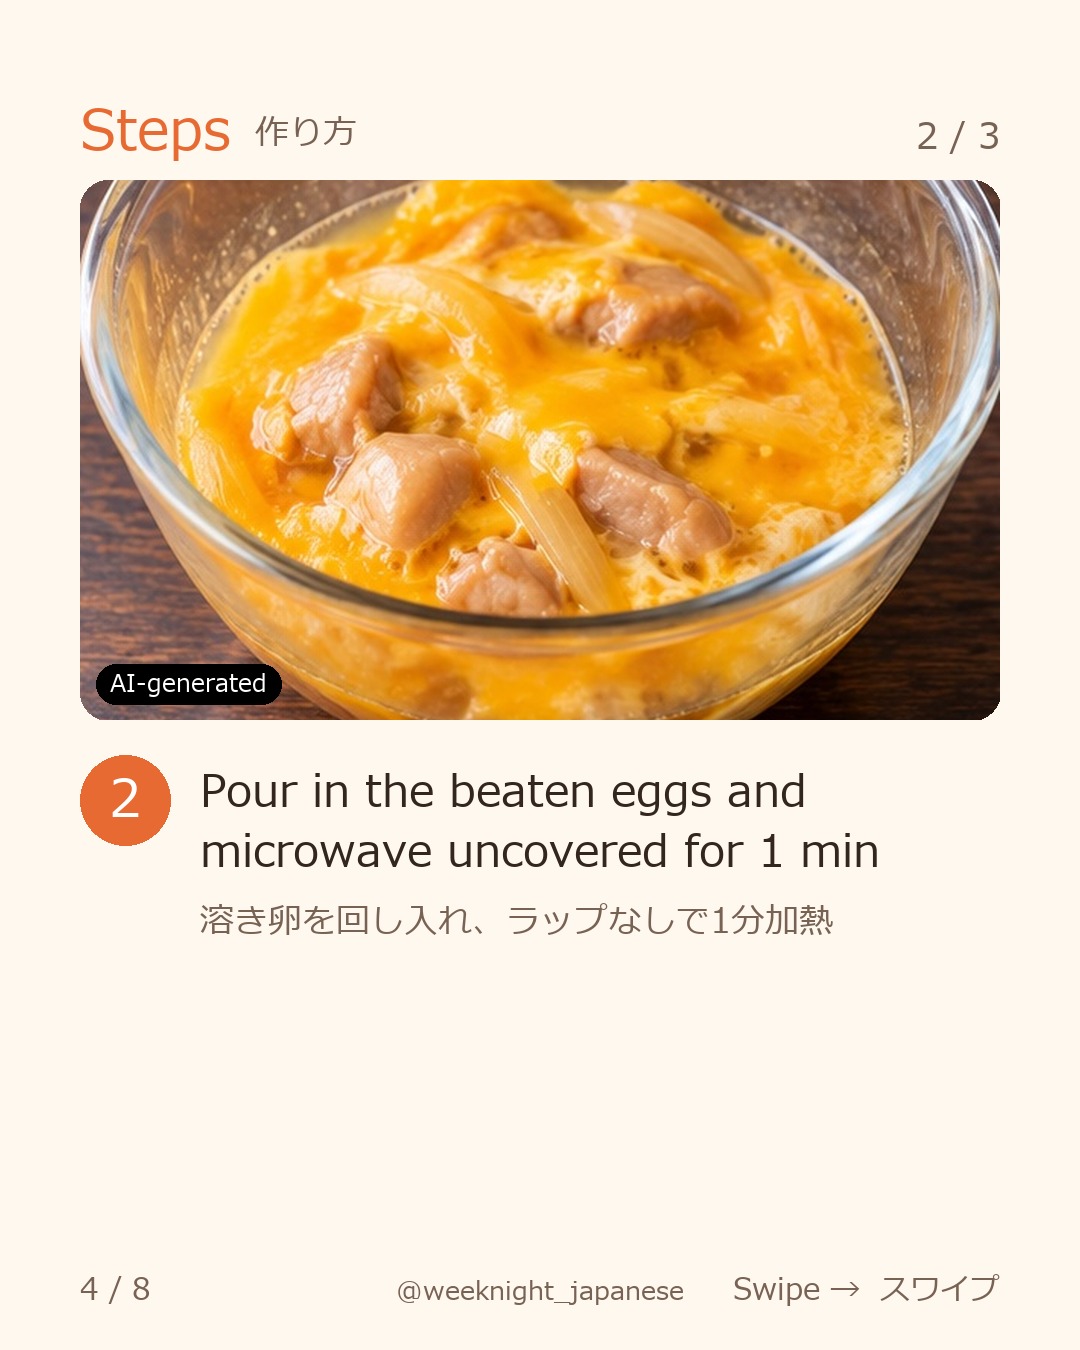 Steps 作り方
2 / 3
AI-generated
2
Pour in the beaten eggs and
microwave uncovered for 1 min
溶き卵を回し入れ、ラップなしで1分加熱
4 / 8
@weeknight_japanese
Swipe → スワイプ